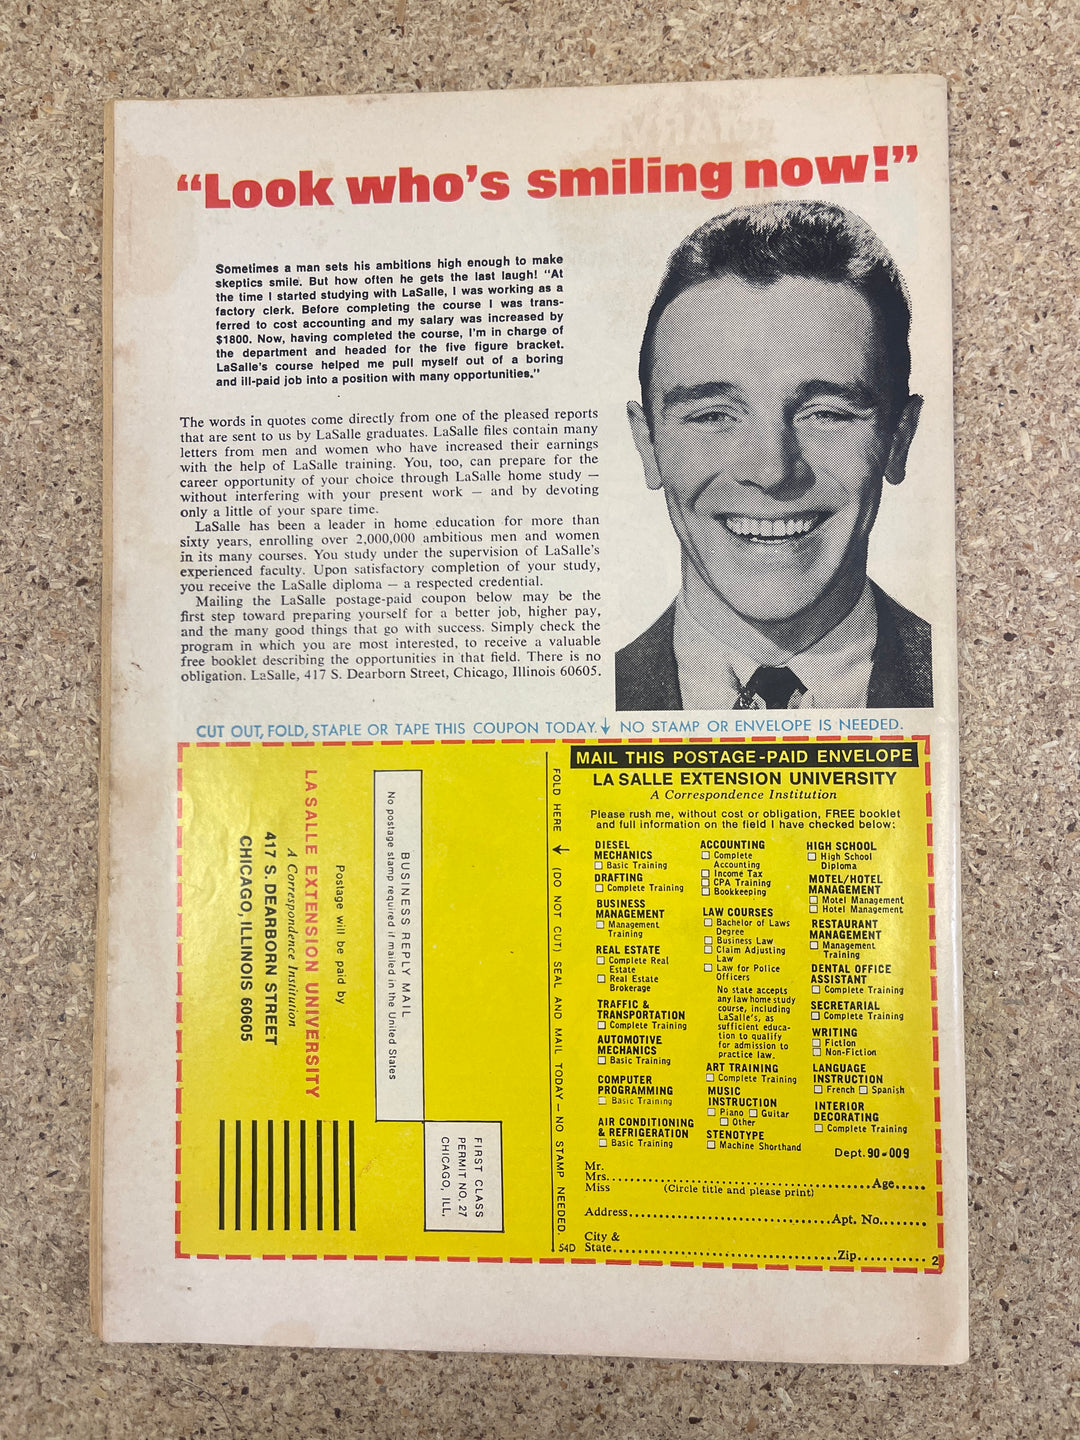 “Look who’s smiling now!”
Sometimes a man sets his ambitions high enough to make
skeptics smile. But how often he gets the last laugh! "At
the time I started studying with LaSalle, I was working as a
factory clerk. Before completing the course I was trans-
ferred to cost accounting and my salary was increased by
$1800. Now, having completed the course, I'm in charge of
the department and headed for the five figure bracket.
LaSalle's course helped me pull myself out of a boring
and ill-paid job into a position with many opportunities."
The words in quotes come directly from one of the pleased reports
that are sent to us by LaSalle graduates. LaSalle files contain many
letters from men and women who have increased their earnings
with the help of LaSalle training. You, too, can prepare for the
career opportunity of your choice through LaSalle home study —
without interfering with your present work — and by devoting
only a little of your spare time.
LaSalle has been a leader in home education for more than
sixty years, enrolling over 2,000,000 ambitious men and women
in its many courses. You study under the supervision of LaSalle's
experienced faculty. Upon satisfactory completion of your study,
you receive the LaSalle diploma — a respected credential.
Mailing the LaSalle postage-paid coupon below may be the
first step toward preparing yourself for a better job, higher pay,
and the many good things that go with success. Simply check the
program in which you are most interested, to receive a valuable
free booklet describing the opportunities in that field. There is no
obligation. LaSalle, 417 S. Dearborn Street, Chicago, Illinois 60605.
CUT OUT, FOLD, STAPLE OR TAPE THIS COUPON TODAY. ↓ NO STAMP OR ENVELOPE IS NEEDED.
FIRST CLASS
PERMIT NO. 27
CHICAGO, ILL.
BUSINESS REPLY MAIL
No postage stamp required if mailed in the United States
Postage will be paid by
LA SALLE EXTENSION UNIVERSITY
A Correspondence Institution
417 S. DEARBORN STREET
CHICAGO, ILLINOIS 60605
FOLD HERE (DO NOT CUT) SEAL AND MAIL TODAY — NO STAMP NEEDED.
54D
MAIL THIS POSTAGE-PAID ENVELOPE
LA SALLE EXTENSION UNIVERSITY
A Correspondence Institution
Please rush me, without cost or obligation, FREE booklet
and full information on the field I have checked below:
DIESEL
MECHANICS
☐ Basic Training
DRAFTING
☐ Complete Training
BUSINESS
MANAGEMENT
☐ Management
Training
REAL ESTATE
☐ Complete Real
Estate
☐ Real Estate
Brokerage
TRAFFIC &
TRANSPORTATION
☐ Complete Training
AUTOMOTIVE
MECHANICS
☐ Basic Training
COMPUTER
PROGRAMMING
☐ Basic Training
AIR CONDITIONING
& REFRIGERATION
☐ Basic Training
ACCOUNTING
☐ Complete
Accounting
☐ Income Tax
☐ CPA Training
☐ Bookkeeping
LAW COURSES
☐ Bachelor of Laws
Degree
☐ Business Law
☐ Claim Adjusting
Law
☐ Law for Police
Officers
No state accepts
any law home study
course, including
LaSalle's, as
sufficient educa-
tion to qualify
for admission to
practice law.
ART TRAINING
☐ Complete Training
MUSIC
INSTRUCTION
☐ Piano ☐ Guitar
☐ Other
STENOTYPE
☐ Machine Shorthand
HIGH SCHOOL
☐ High School
Diploma
MOTEL/HOTEL
MANAGEMENT
☐ Motel Management
☐ Hotel Management
RESTAURANT
MANAGEMENT
☐ Management
Training
DENTAL OFFICE
ASSISTANT
☐ Complete Training
SECRETARIAL
☐ Complete Training
WRITING
☐ Fiction
☐ Non-Fiction
LANGUAGE
INSTRUCTION
☐ French ☐ Spanish
INTERIOR
DECORATING
☐ Complete Training
Dept. 90-009
Mr.
Mrs. Age
Miss (Circle title and please print)
Address Apt. No.
City &
State Zip 2